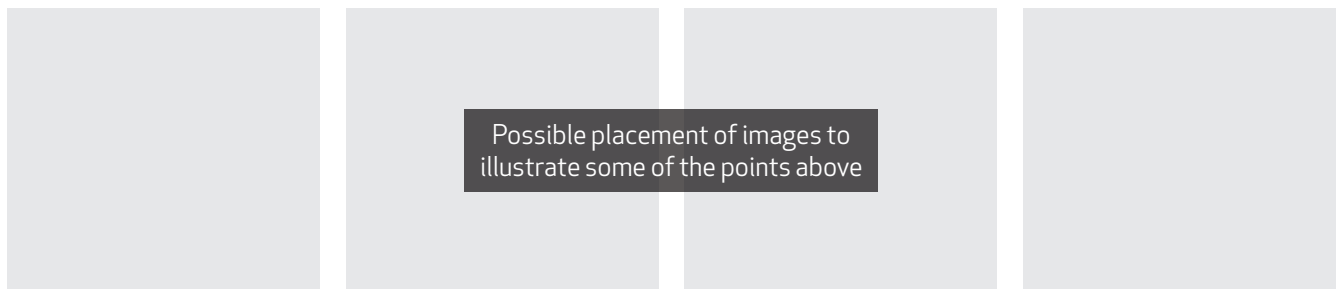 Possible placement of images to
illustrate some of the points above